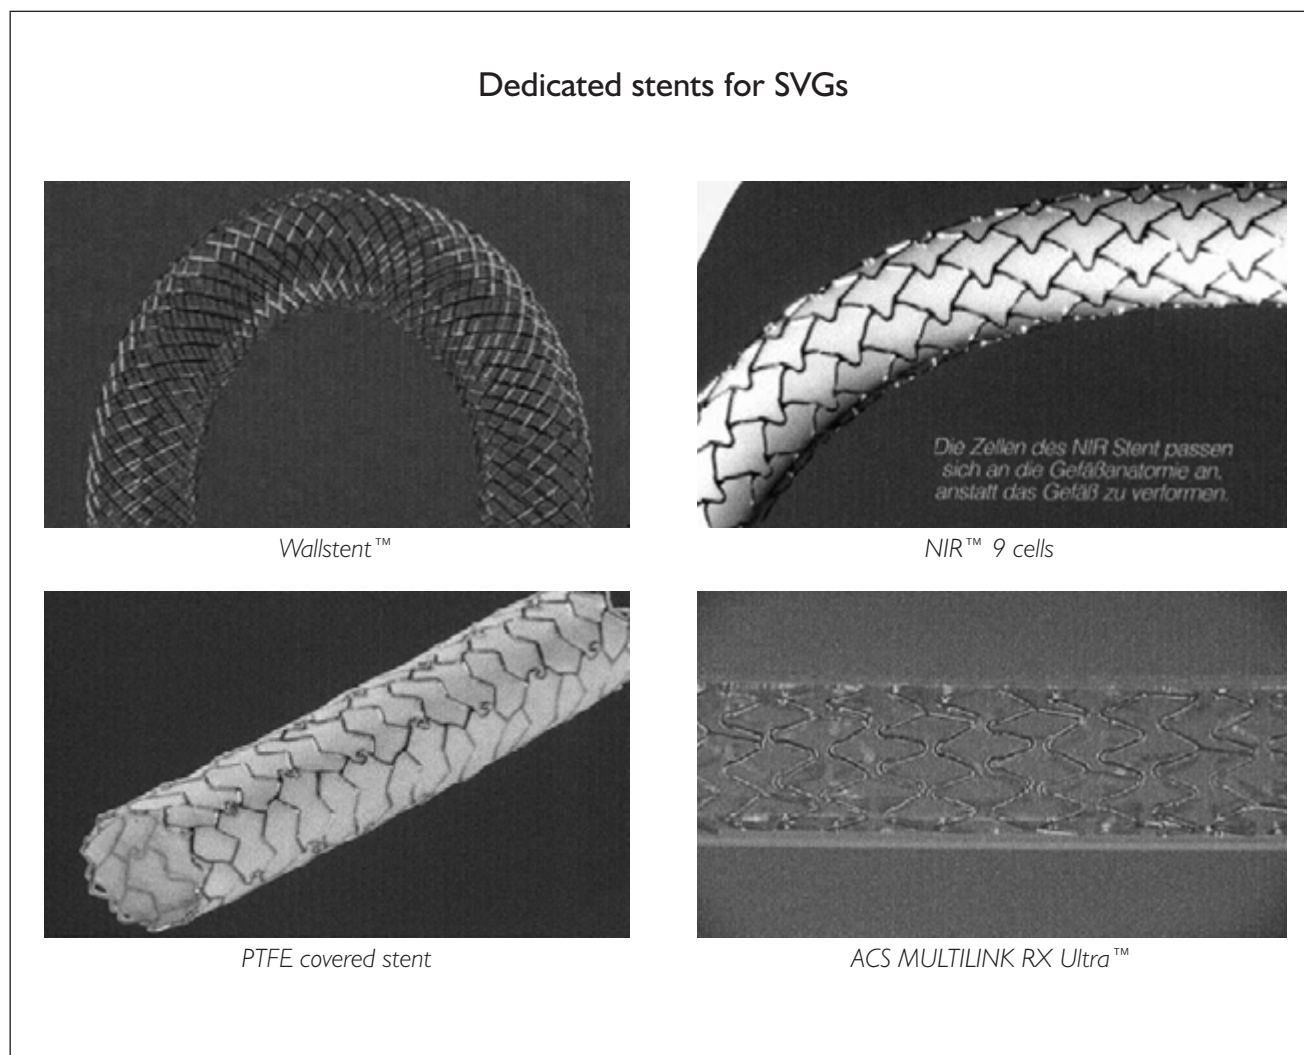 Dedicated stents for SVGs
Wallstent™
Die Zellen des NIR Stent passen
sich an die Gefäßanatomie an,
anstatt das Gefäß zu verformen.
NIR™ 9 cells
PTFE covered stent
ACS MULTILINK RX Ultra™